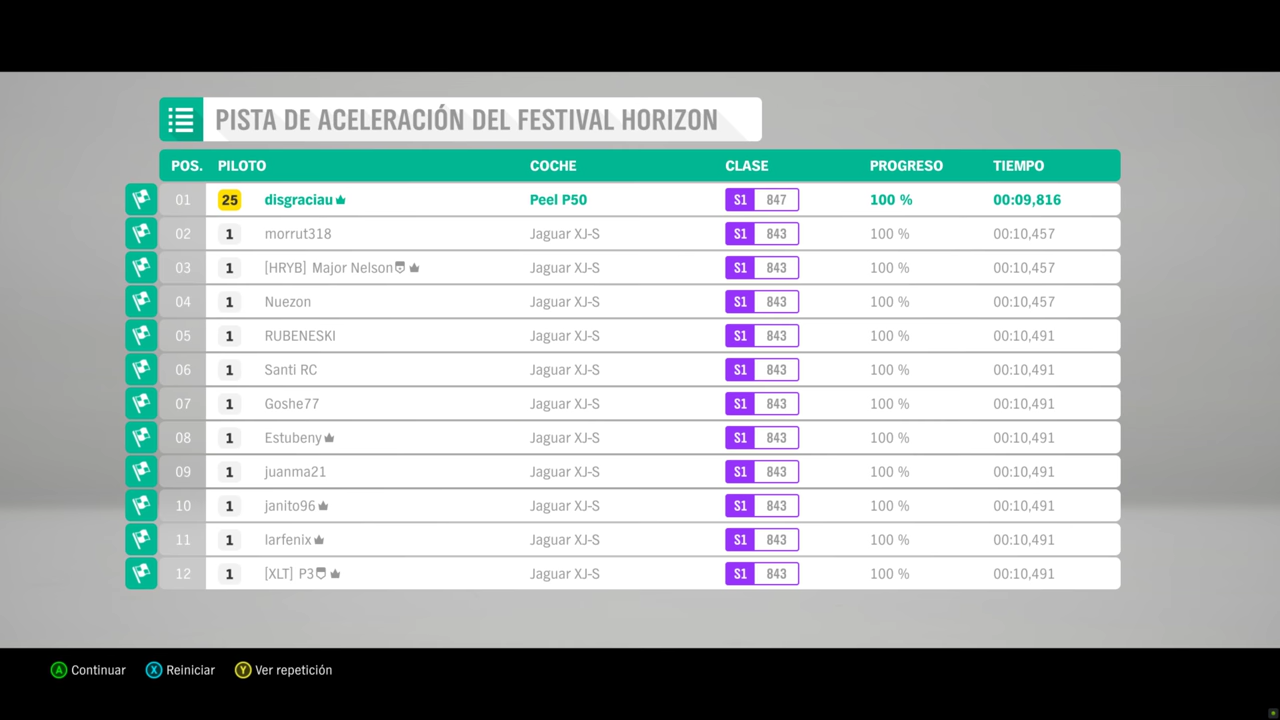 PISTA DE ACELERACIÓN DEL FESTIVAL HORIZON
POS. PILOTO COCHE CLASE PROGRESO TIEMPO
01 25 disgraciau Peel P50 S1 847 100 % 00:09,816
02 1 morrut318 Jaguar XJ-S S1 843 100 % 00:10,457
03 1 [HRYB] Major Nelson Jaguar XJ-S S1 843 100 % 00:10,457
04 1 Nuezon Jaguar XJ-S S1 843 100 % 00:10,457
05 1 RUBENESKI Jaguar XJ-S S1 843 100 % 00:10,491
06 1 Santi RC Jaguar XJ-S S1 843 100 % 00:10,491
07 1 Goshe77 Jaguar XJ-S S1 843 100 % 00:10,491
08 1 Estubeny Jaguar XJ-S S1 843 100 % 00:10,491
09 1 juanma21 Jaguar XJ-S S1 843 100 % 00:10,491
10 1 janito96 Jaguar XJ-S S1 843 100 % 00:10,491
11 1 larfenix Jaguar XJ-S S1 843 100 % 00:10,491
12 1 [XLT] P3 Jaguar XJ-S S1 843 100 % 00:10,491
A Continuar X Reiniciar Y Ver repetición